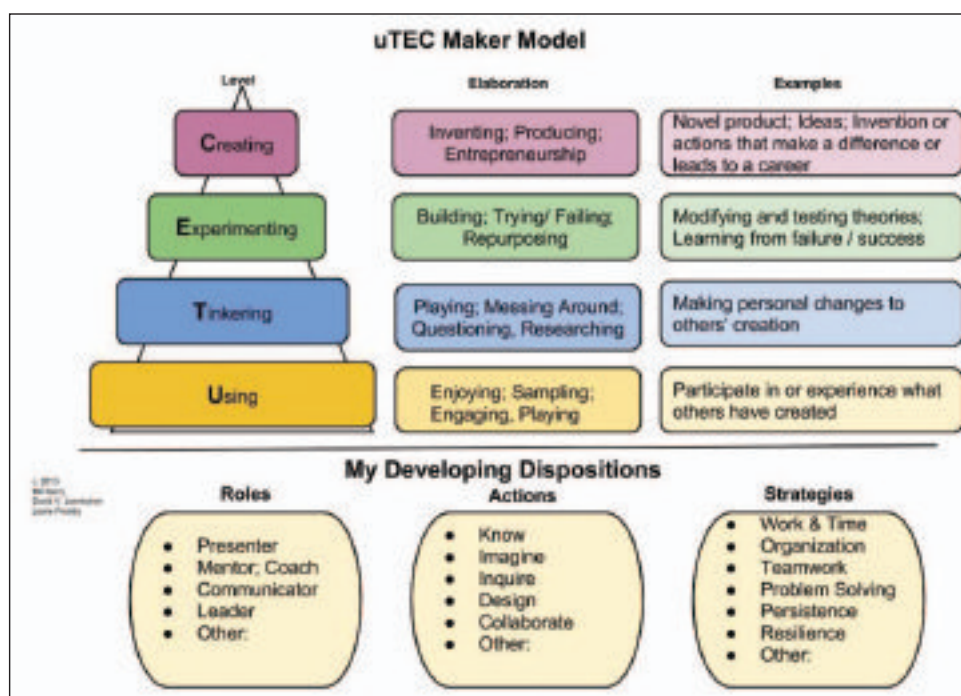 uTEC Maker Model
Level
Elaboration
Examples
Creating
Inventing; Producing;
Entrepreneurship
Novel product; Ideas; Invention or
actions that make a difference or
leads to a career
Experimenting
Building; Trying/ Failing;
Repurposing
Modifying and testing theories;
Learning from failure / success
Tinkering
Playing; Messing Around;
Questioning, Researching
Making personal changes to
others' creation
Using
Enjoying; Sampling;
Engaging, Playing
Participate in or experience what
others have created
My Developing Dispositions
Roles
Presenter
Mentor; Coach
Communicator
Leader
Other:
Actions
Know
Imagine
Inquire
Design
Collaborate
Other:
Strategies
Work & Time
Organization
Teamwork
Problem Solving
Persistence
Resilience
Other: